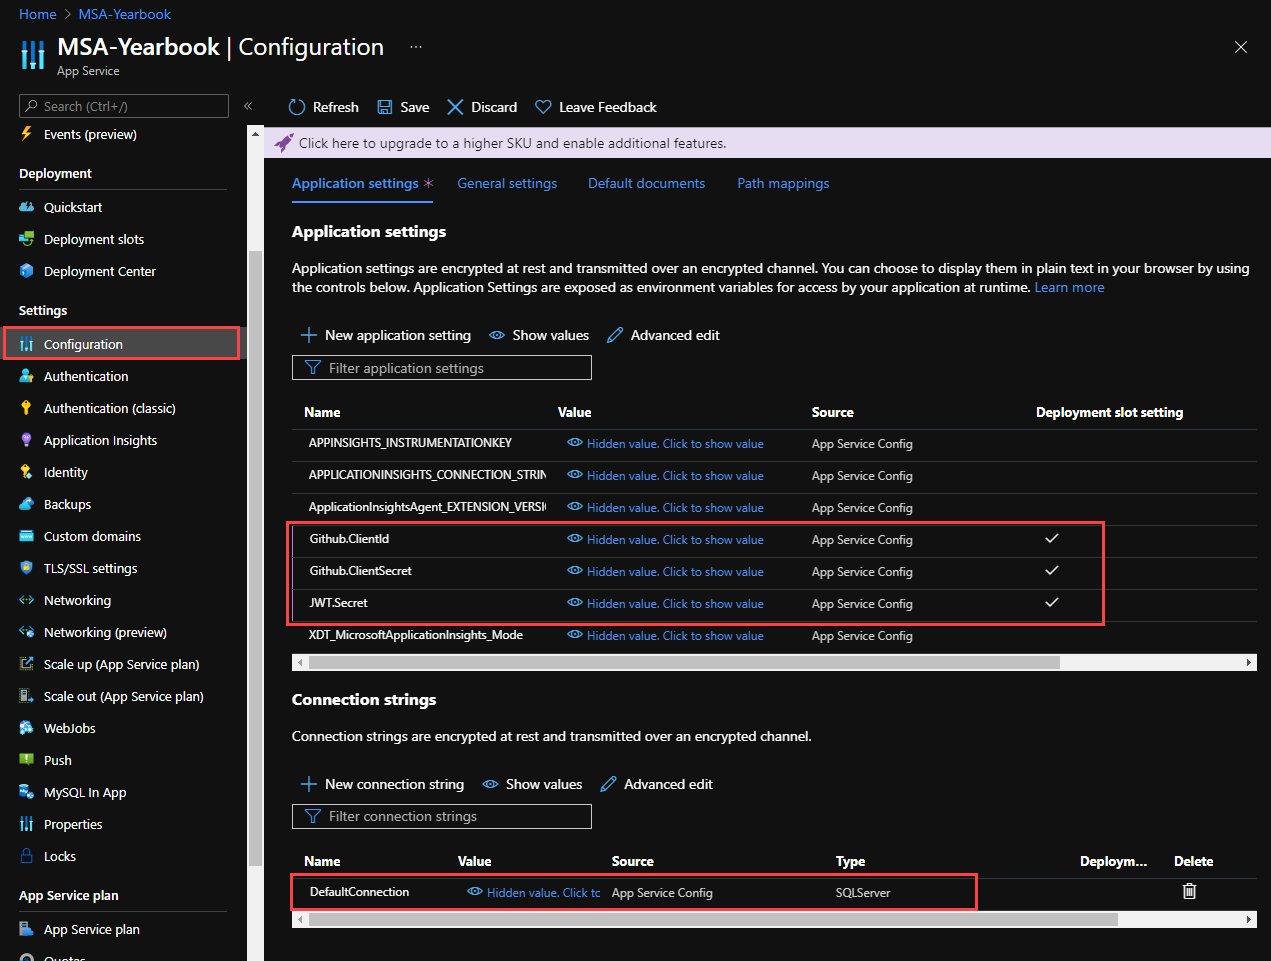 Home > MSA-Yearbook
MSA-Yearbook | Configuration ...
App Service
Search (Ctrl+/)
«
Refresh
Save
Discard
Leave Feedback
Click here to upgrade to a higher SKU and enable additional features.
Events (preview)
Deployment
Quickstart
Deployment slots
Deployment Center
Settings
Configuration
Authentication
Authentication (classic)
Application Insights
Identity
Backups
Custom domains
TLS/SSL settings
Networking
Networking (preview)
Scale up (App Service plan)
Scale out (App Service plan)
WebJobs
Push
MySQL In App
Properties
Locks
App Service plan
App Service plan
Quotas
Application settings *
General settings
Default documents
Path mappings
Application settings
Application settings are encrypted at rest and transmitted over an encrypted channel. You can choose to display them in plain text in your browser by using
the controls below. Application Settings are exposed as environment variables for access by your application at runtime. Learn more
New application setting
Show values
Advanced edit
Filter application settings
Name Value Source Deployment slot setting
APPINSIGHTS_INSTRUMENTATIONKEY Hidden value. Click to show value App Service Config
APPLICATIONINSIGHTS_CONNECTION_STRIN Hidden value. Click to show value App Service Config
ApplicationInsightsAgent_EXTENSION_VERSI Hidden value. Click to show value App Service Config
Github.ClientId Hidden value. Click to show value App Service Config ✓
Github.ClientSecret Hidden value. Click to show value App Service Config ✓
JWT.Secret Hidden value. Click to show value App Service Config ✓
XDT_MicrosoftApplicationInsights_Mode Hidden value. Click to show value App Service Config
Connection strings
Connection strings are encrypted at rest and transmitted over an encrypted channel.
New connection string
Show values
Advanced edit
Filter connection strings
Name Value Source Type Deploym... Delete
DefaultConnection Hidden value. Click tc App Service Config SQLServer